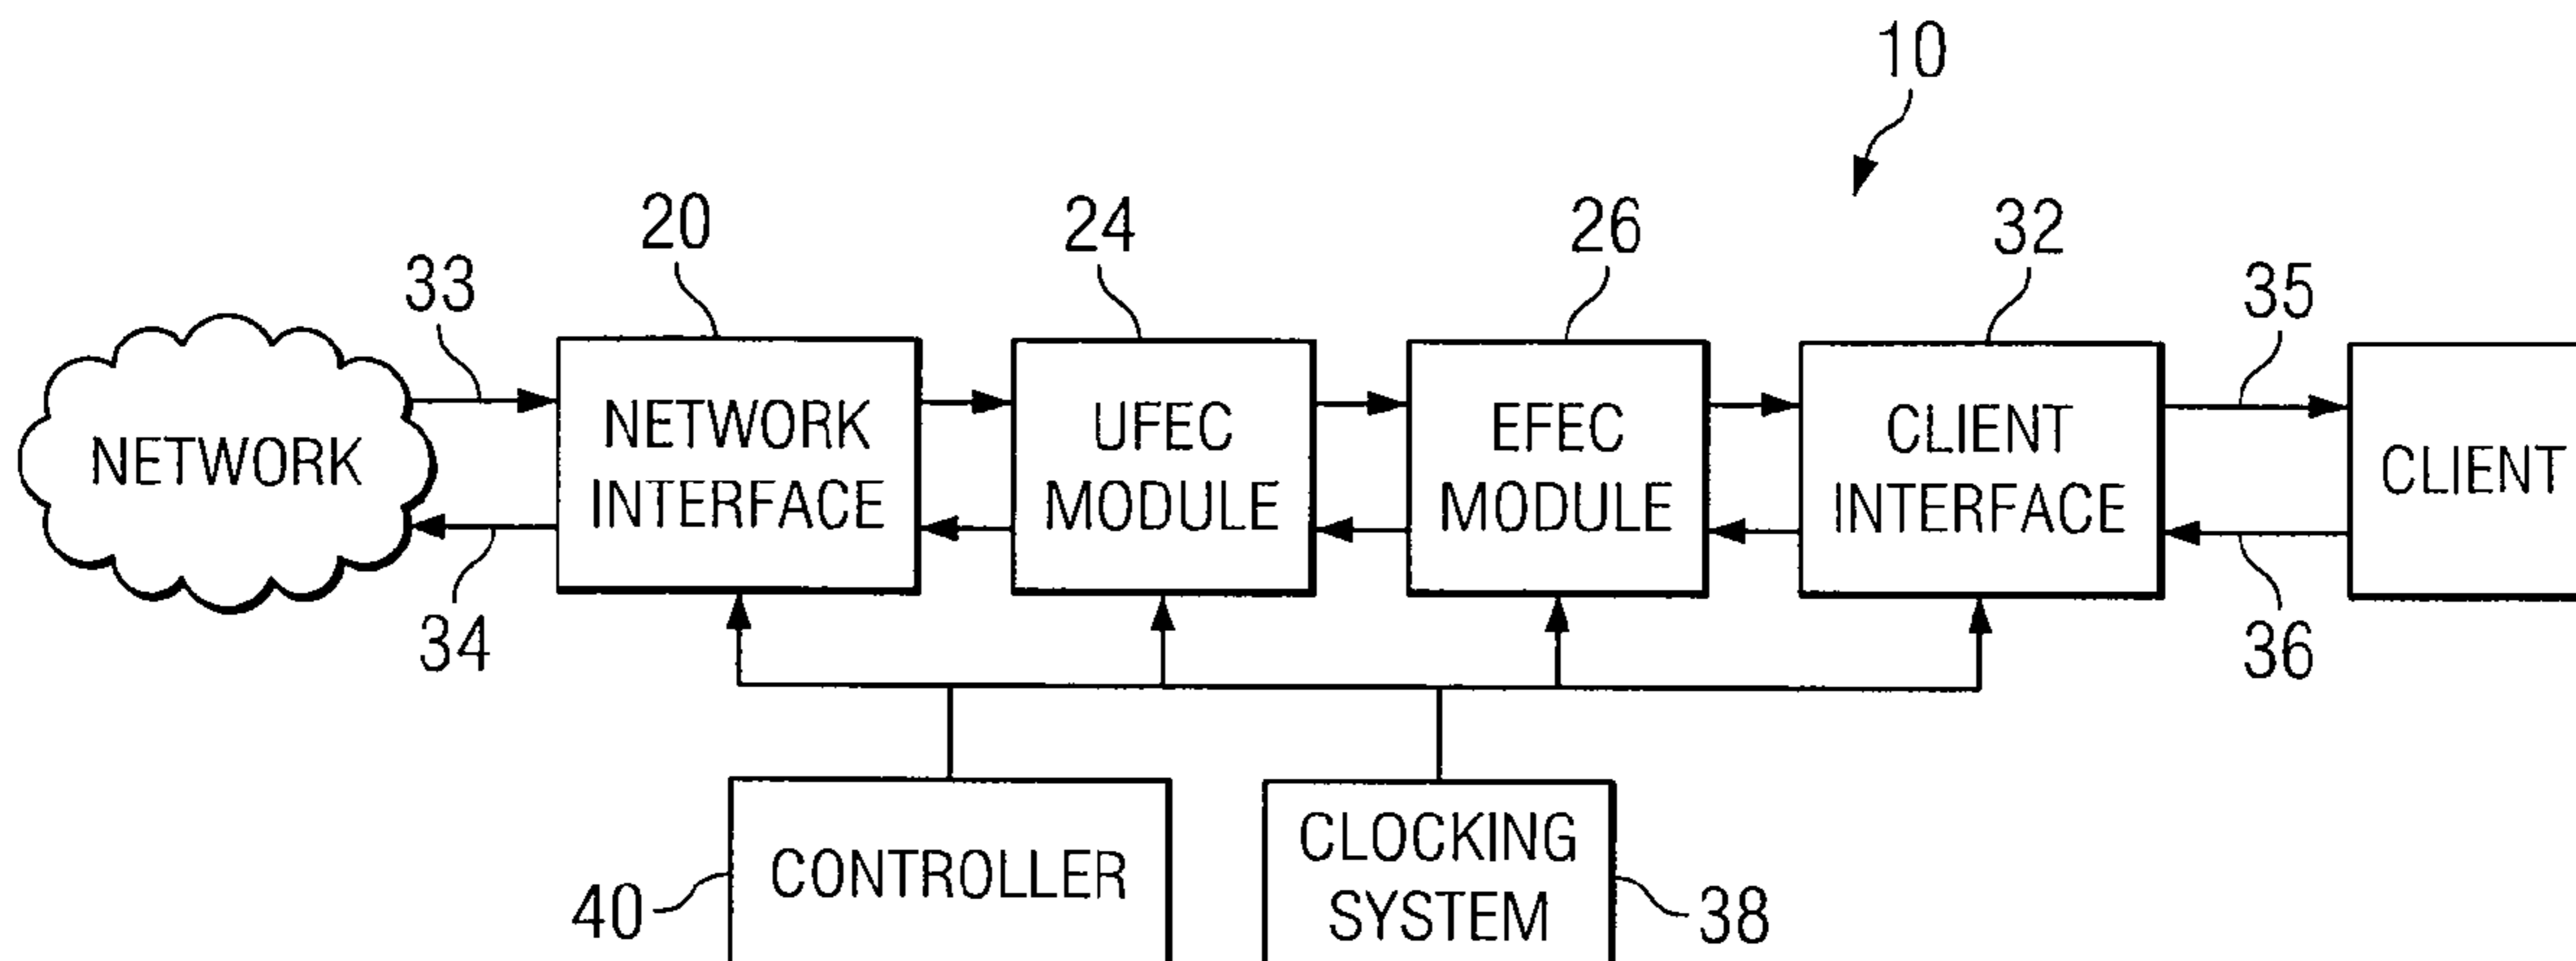 10
20
24
26
32
33
35
NETWORK
NETWORK
INTERFACE
UFEC
MODULE
EFEC
MODULE
CLIENT
INTERFACE
CLIENT
34
36
CONTROLLER
CLOCKING
SYSTEM
40
38